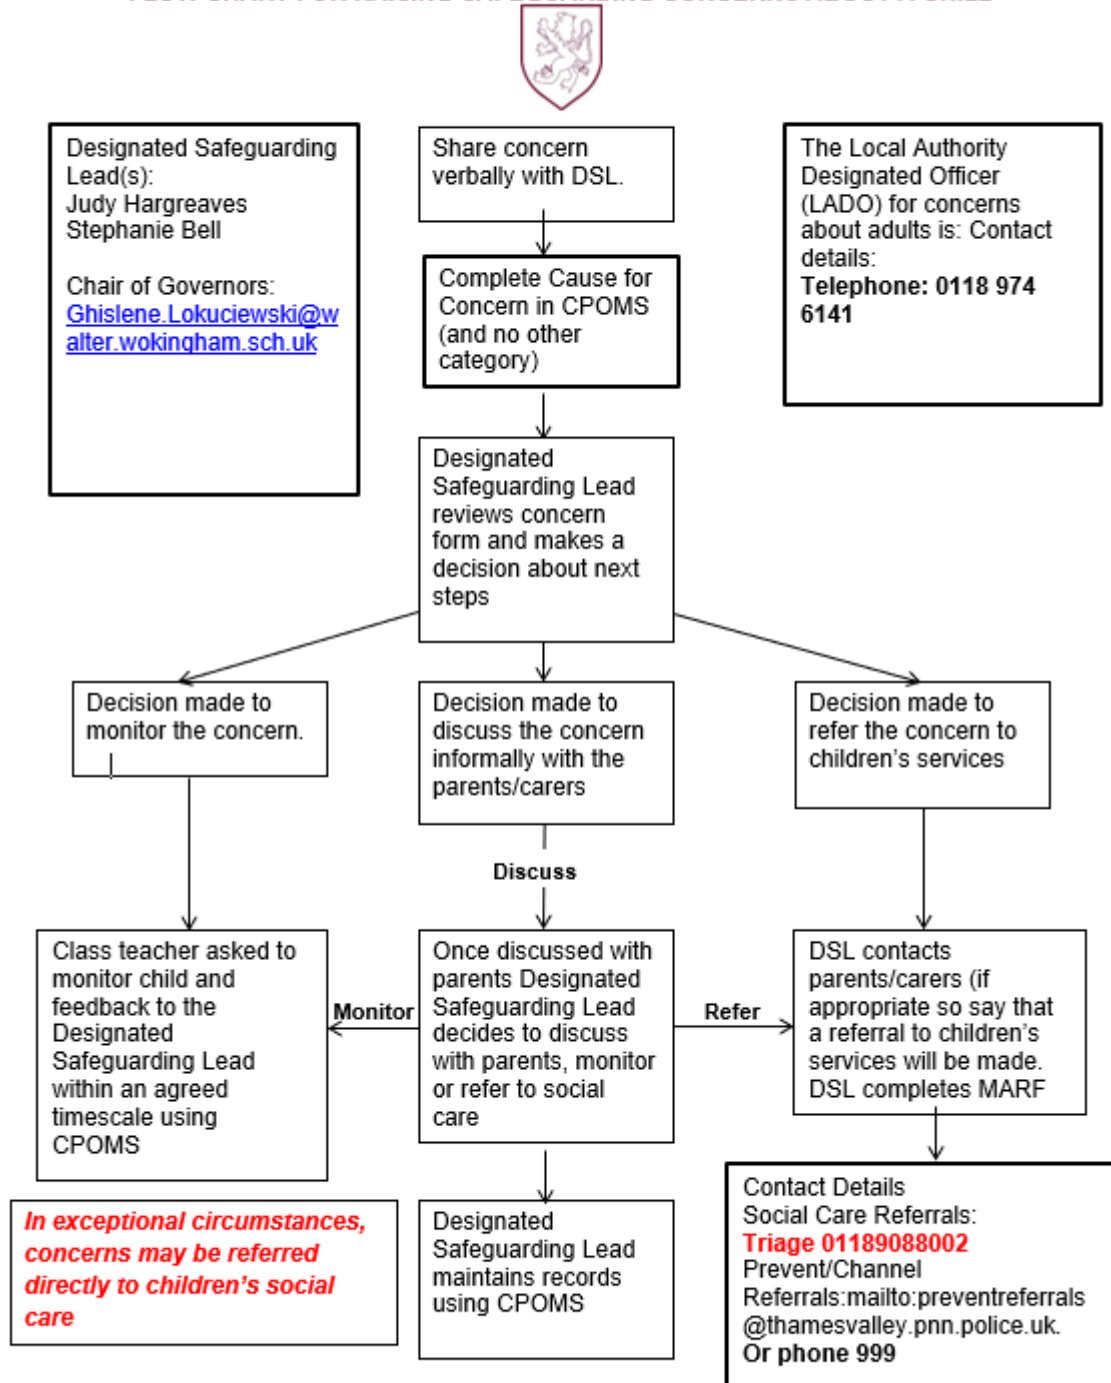 Designated Safeguarding
Lead(s):
Judy Hargreaves
Stephanie Bell
Chair of Governors:
Ghislene.Lokuciewski@w
alter.wokingham.sch.uk
Share concern
verbally with DSL.
The Local Authority
Designated Officer
(LADO) for concerns
about adults is: Contact
details:
Telephone: 0118 974
6141
Complete Cause for
Concern in CPOMS
(and no other
category)
Designated
Safeguarding Lead
reviews concern
form and makes a
decision about next
steps
Decision made to
monitor the concern.
Decision made to
discuss the concern
informally with the
parents/carers
Decision made to
refer the concern to
children's services
Discuss
Class teacher asked to
monitor child and
feedback to the
Designated
Safeguarding Lead
within an agreed
timescale using
CPOMS
Monitor
Once discussed with
parents Designated
Safeguarding Lead
decides to discuss
with parents, monitor
or refer to social
care
Refer
DSL contacts
parents/carers (if
appropriate so say that
a referral to children's
services will be made.
DSL completes MARF
In exceptional circumstances,
concerns may be referred
directly to children's social
care
Designated
Safeguarding Lead
maintains records
using CPOMS
Contact Details
Social Care Referrals:
Triage 01189088002
Prevent/Channel
Referrals:mailto:preventreferrals
@thamesvalley.pnn.police.uk.
Or phone 999